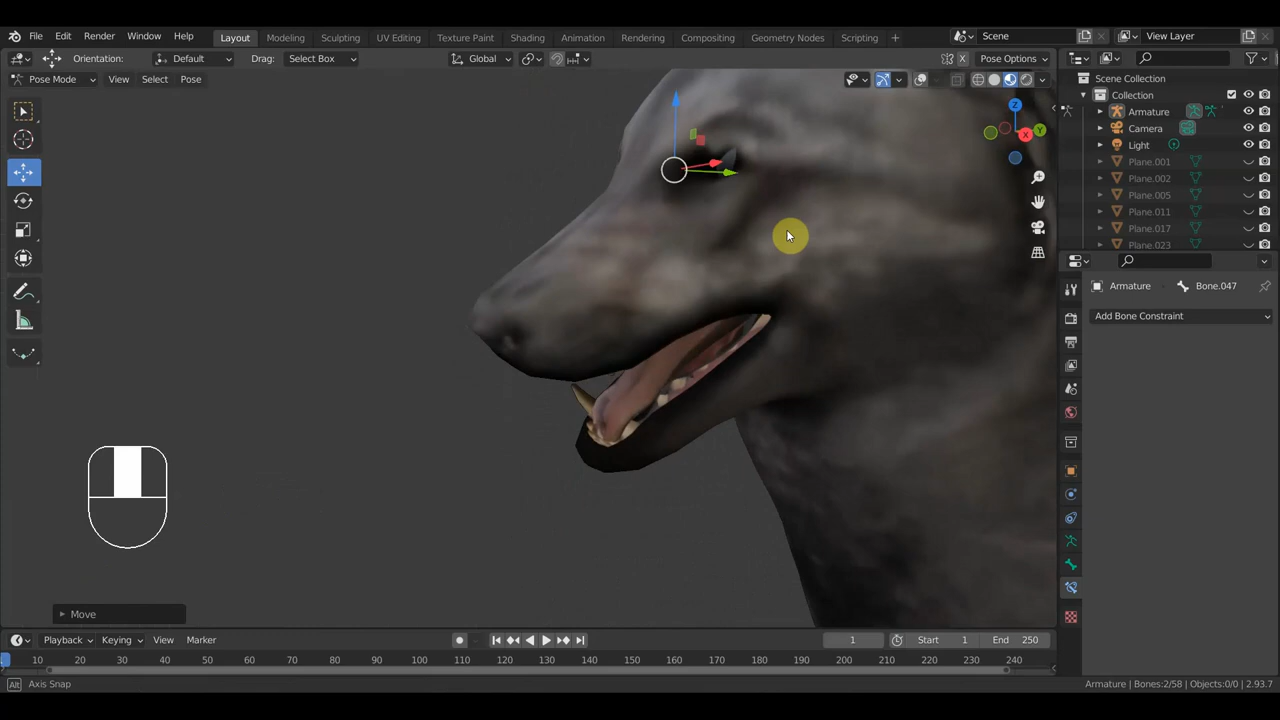 File Edit Render Window Help Layout Modeling Sculpting UV Editing Texture Paint Shading Animation Rendering Compositing Geometry Nodes Scripting + Scene View Layer
Orientation: Default Drag: Select Box Global X Pose Options
Pose Mode View Select Pose
Scene Collection
Collection
Armature
Camera
Light
Plane.001
Plane.002
Plane.005
Plane.011
Plane.017
Plane.023
Z
Y
X
Armature Bone.047
Add Bone Constraint
Move
Playback Keying View Marker 1 Start 1 End 250
10 20 30 40 50 60 70 80 90 100 110 120 130 140 150 160 170 180 190 200 210 220 230 240
Alt Axis Snap Armature | Bones:2/58 | Objects:0/0 | 2.93.7